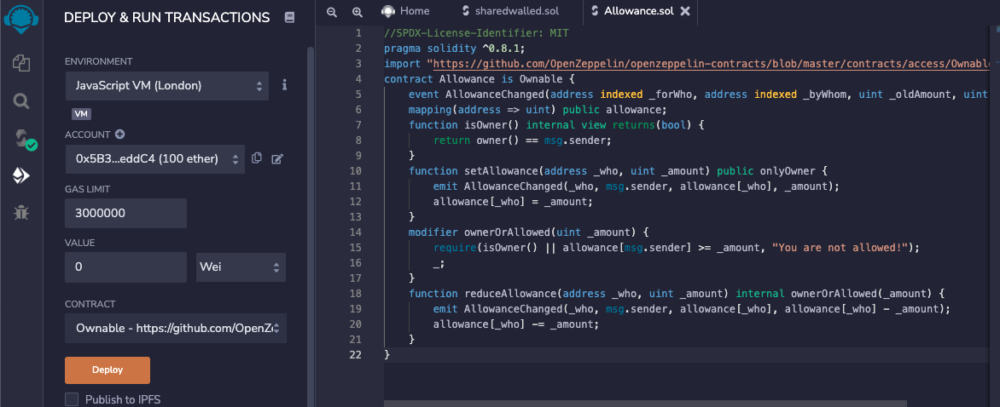 DEPLOY & RUN TRANSACTIONS
ENVIRONMENT
JavaScript VM (London)
VM
ACCOUNT
0x5B3...eddC4 (100 ether)
GAS LIMIT
3000000
VALUE
0
Wei
CONTRACT
Ownable - https://github.com/OpenZe
Deploy
Publish to IPFS
Home
sharedwalled.sol
Allowance.sol
1 //SPDX-License-Identifier: MIT
2 pragma solidity ^0.8.1;
3 import "https://github.com/OpenZeppelin/openzeppelin-contracts/blob/master/contracts/access/Ownabl
4 contract Allowance is Ownable {
5 event AllowanceChanged(address indexed _forWho, address indexed _byWhom, uint _oldAmount, uint
6 mapping(address => uint) public allowance;
7 function isOwner() internal view returns(bool) {
8 return owner() == msg.sender;
9 }
10 function setAllowance(address _who, uint _amount) public onlyOwner {
11 emit AllowanceChanged(_who, msg.sender, allowance[_who], _amount);
12 allowance[_who] = _amount;
13 }
14 modifier ownerOrAllowed(uint _amount) {
15 require(isOwner() || allowance[msg.sender] >= _amount, "You are not allowed!");
16 _;
17 }
18 function reduceAllowance(address _who, uint _amount) internal ownerOrAllowed(_amount) {
19 emit AllowanceChanged(_who, msg.sender, allowance[_who], allowance[_who] - _amount);
20 allowance[_who] -= _amount;
21 }
22 }